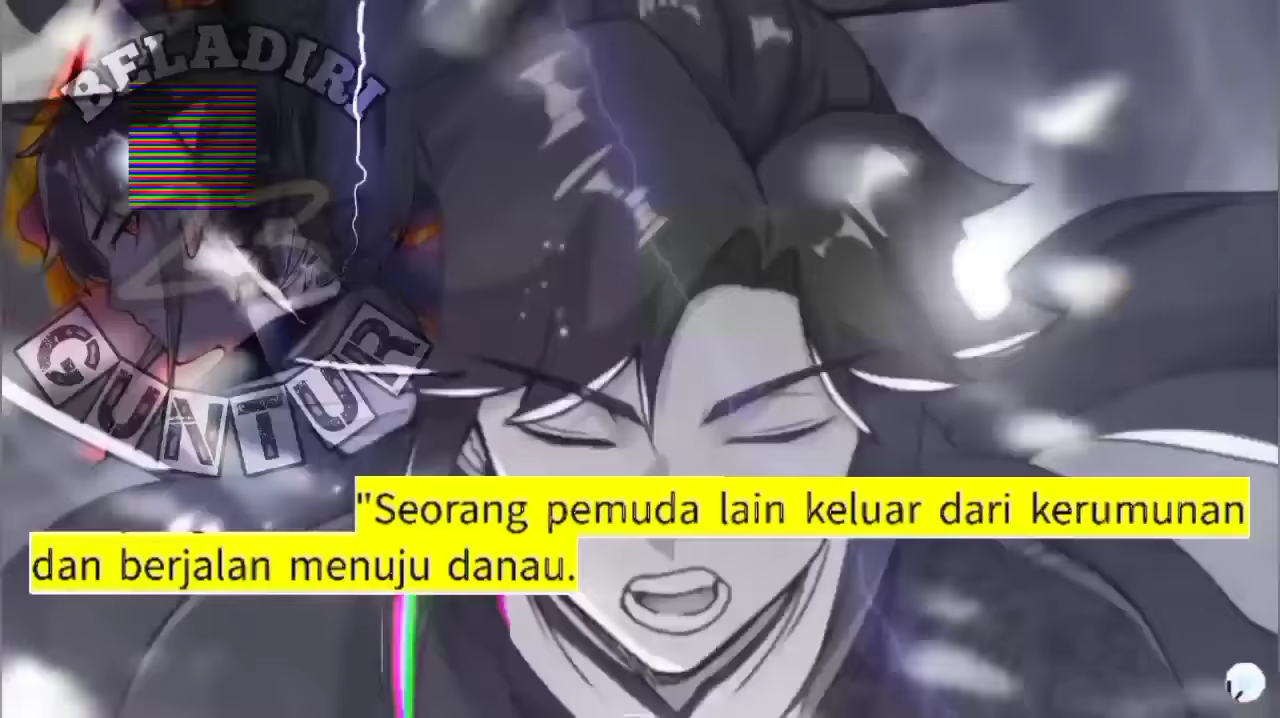 BELADIRI
GUNTUR
"Seorang pemuda lain keluar dari kerumunan
dan berjalan menuju danau.